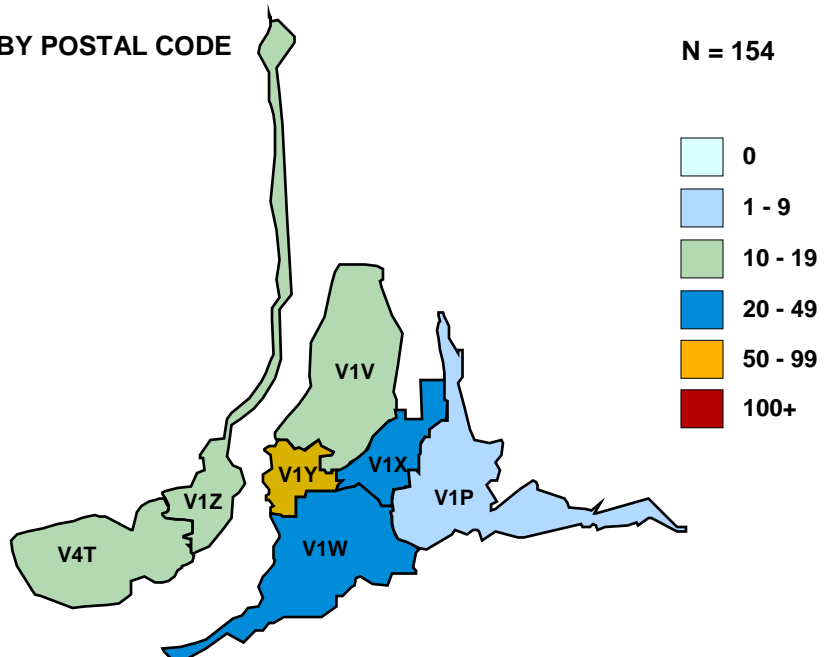 BY POSTAL CODE
N = 154
0
1 - 9
10 - 19
20 - 49
50 - 99
100+
V1V
V1X
V1Y
V1P
V1Z
V1W
V4T